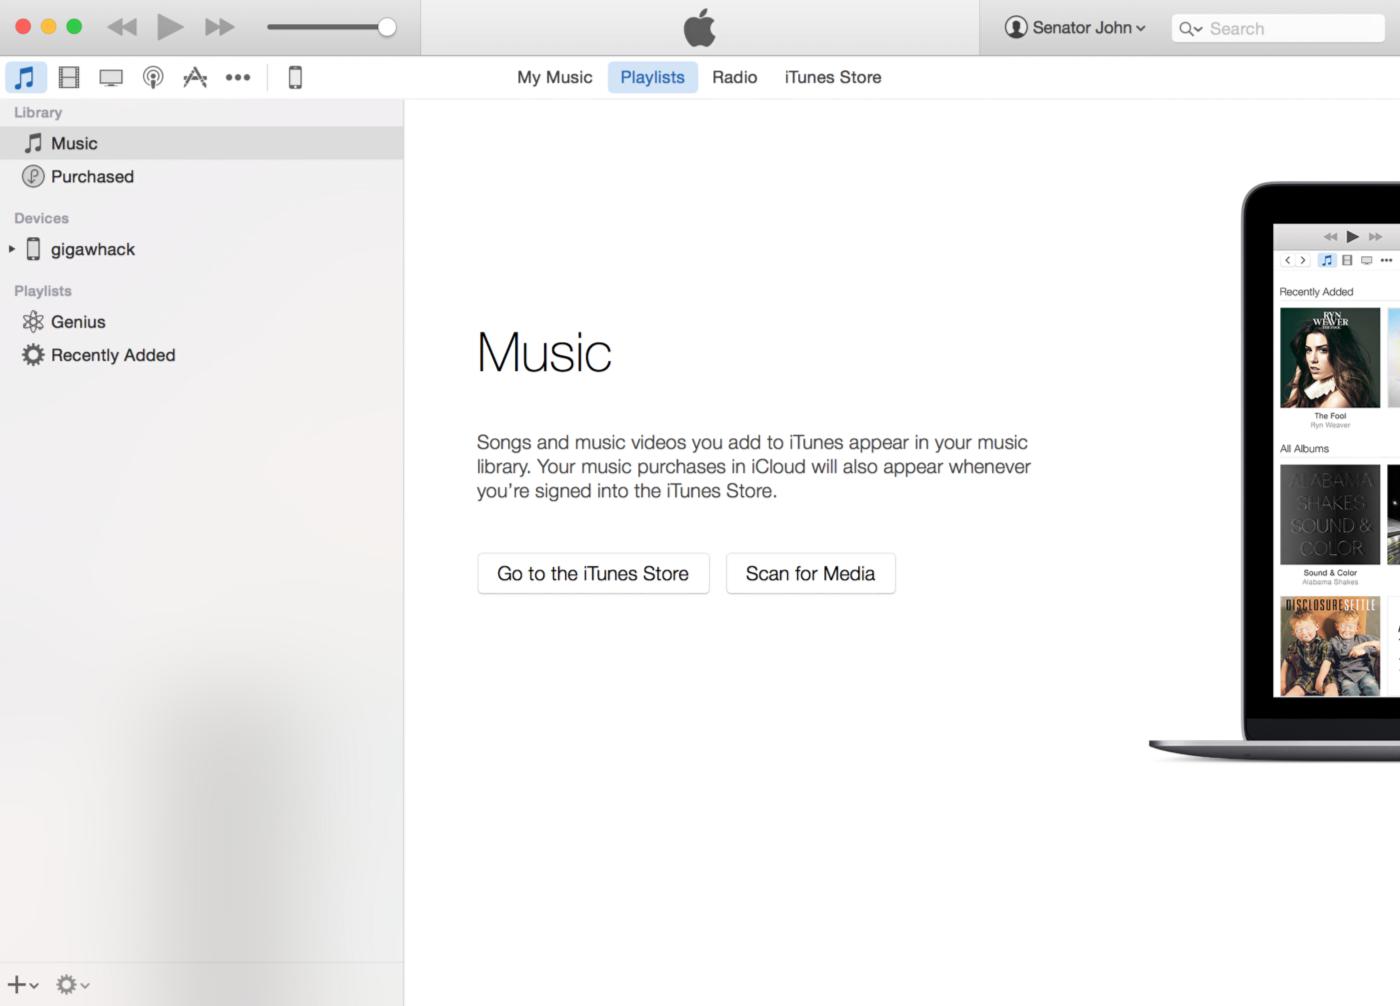 Senator John
Search
My Music
Playlists
Radio
iTunes Store
Library
Music
Purchased
Devices
gigawhack
Playlists
Genius
Recently Added
Music
Songs and music videos you add to iTunes appear in your music
library. Your music purchases in iCloud will also appear whenever
you're signed into the iTunes Store.
Go to the iTunes Store
Scan for Media
Recently Added
RYN
WEAVER
THE FOOL
The Fool
Ryn Weaver
All Albums
ALABAMA
SHAKES
SOUND &
COLOR
Sound & Color
Alabama Shakes
DISCLOSURE SETTLE